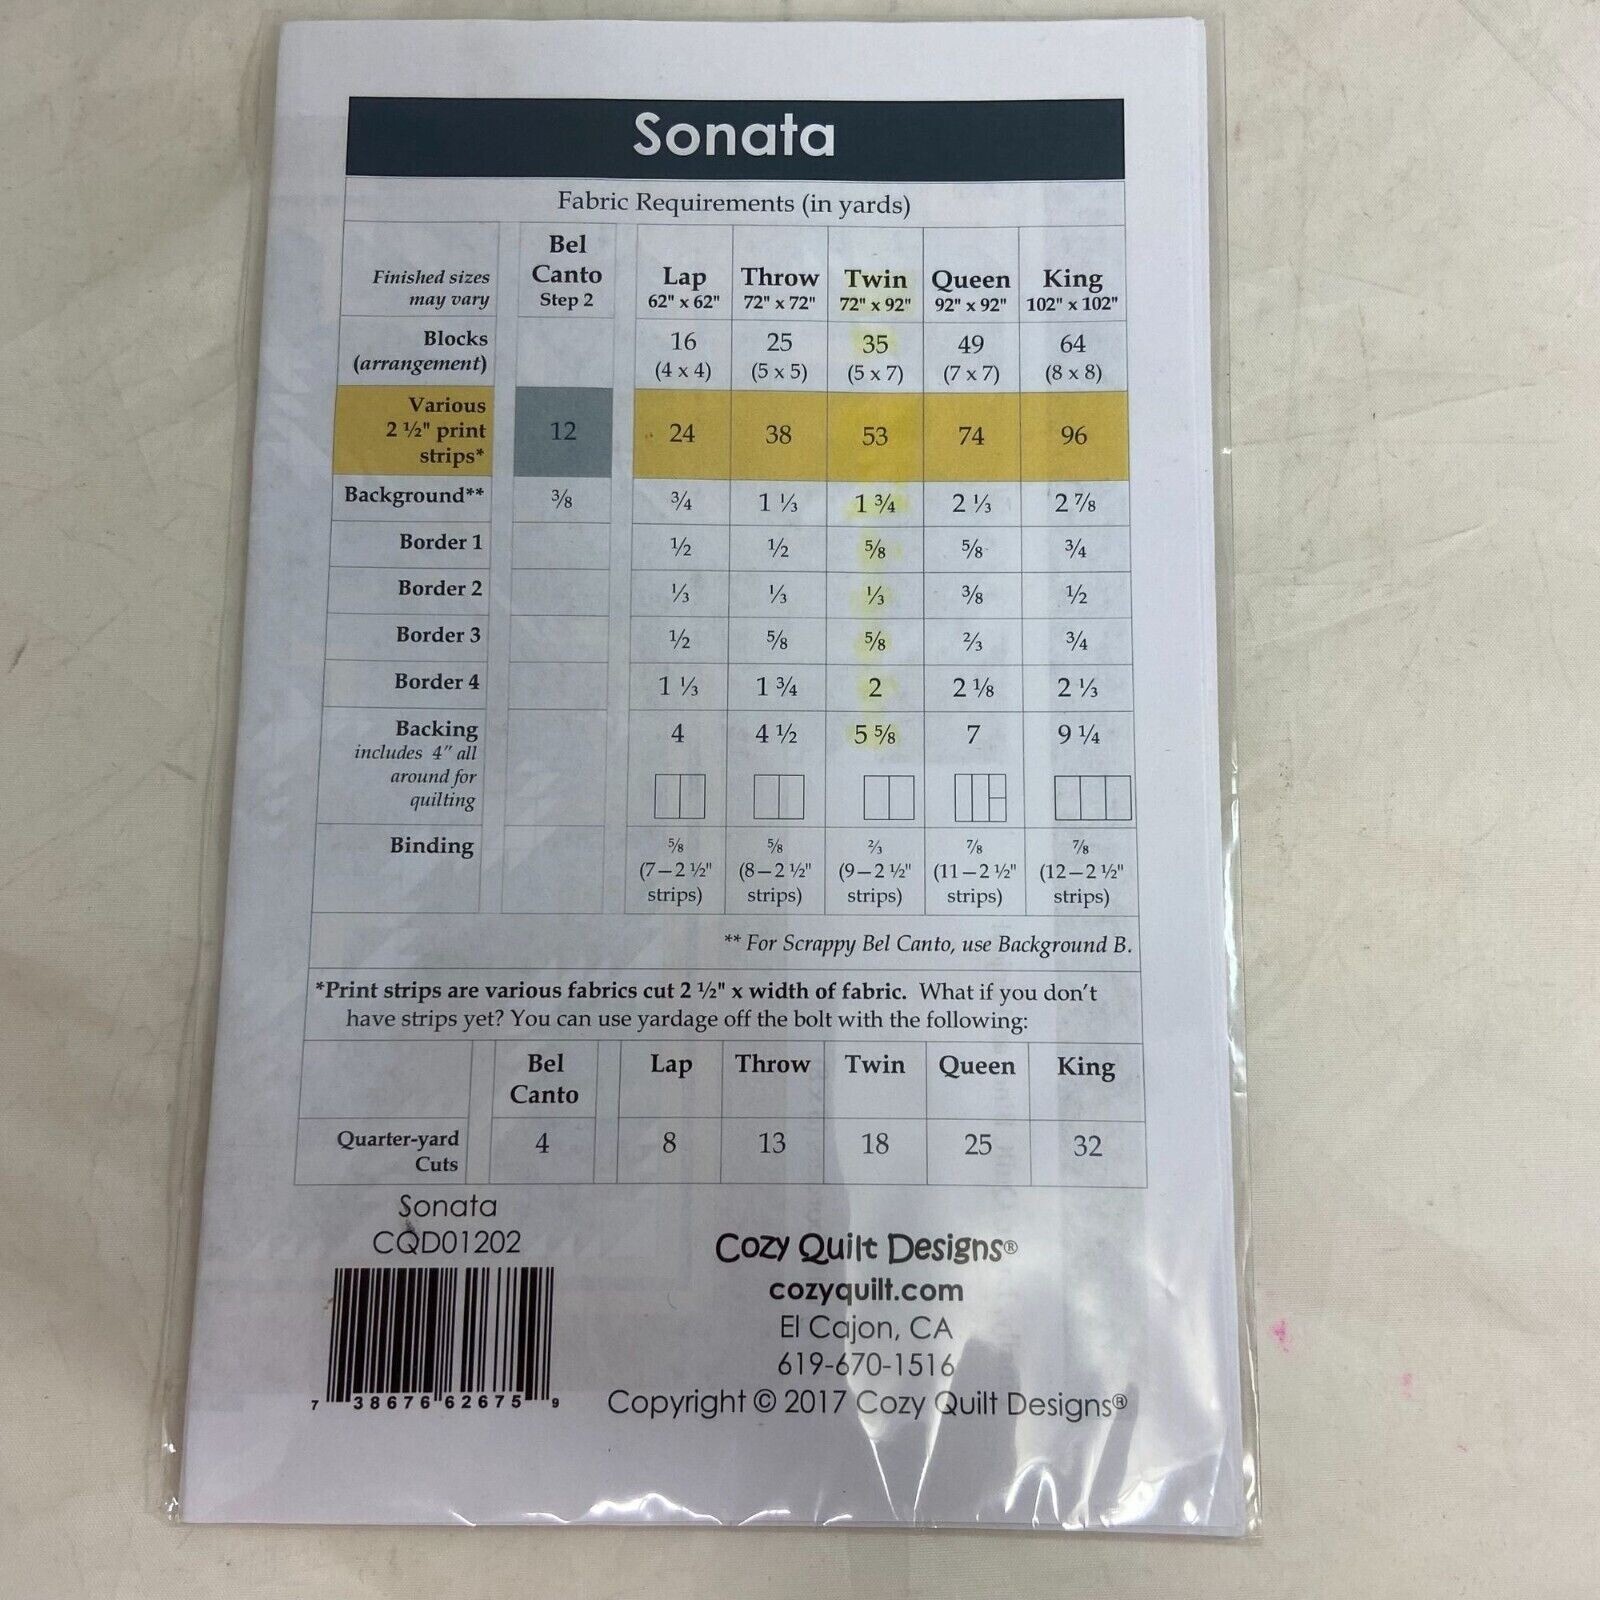 Sonata
Fabric Requirements (in yards)
Finished sizes may vary Bel Canto Step 2 Lap 62" x 62" Throw 72" x 72" Twin 72" x 92" Queen 92" x 92" King 102" x 102"
Blocks (arrangement) 16 (4 x 4) 25 (5 x 5) 35 (5 x 7) 49 (7 x 7) 64 (8 x 8)
Various 2 ½" print strips* 12 24 38 53 74 96
Background** ⅜ ¾ 1 ⅓ 1 ¾ 2 ⅓ 2 ⅞
Border 1 ½ ½ ⅝ ⅝ ¾
Border 2 ⅓ ⅓ ⅓ ⅜ ½
Border 3 ½ ⅝ ⅝ ⅔ ¾
Border 4 1 ⅓ 1 ¾ 2 2 ⅛ 2 ⅓
Backing includes 4" all around for quilting 4 4 ½ 5 ⅝ 7 9 ¼
Binding ⅝ (7—2 ½" strips) ⅝ (8—2 ½" strips) ⅔ (9—2 ½" strips) ⅞ (11—2 ½" strips) ⅞ (12—2 ½" strips)
** For Scrappy Bel Canto, use Background B.
*Print strips are various fabrics cut 2 ½" x width of fabric. What if you don't
have strips yet? You can use yardage off the bolt with the following:
Bel Canto Lap Throw Twin Queen King
Quarter-yard Cuts 4 8 13 18 25 32
Sonata
CQD01202
7 38676 62675 9
Cozy Quilt Designs®
cozyquilt.com
El Cajon, CA
619-670-1516
Copyright © 2017 Cozy Quilt Designs®